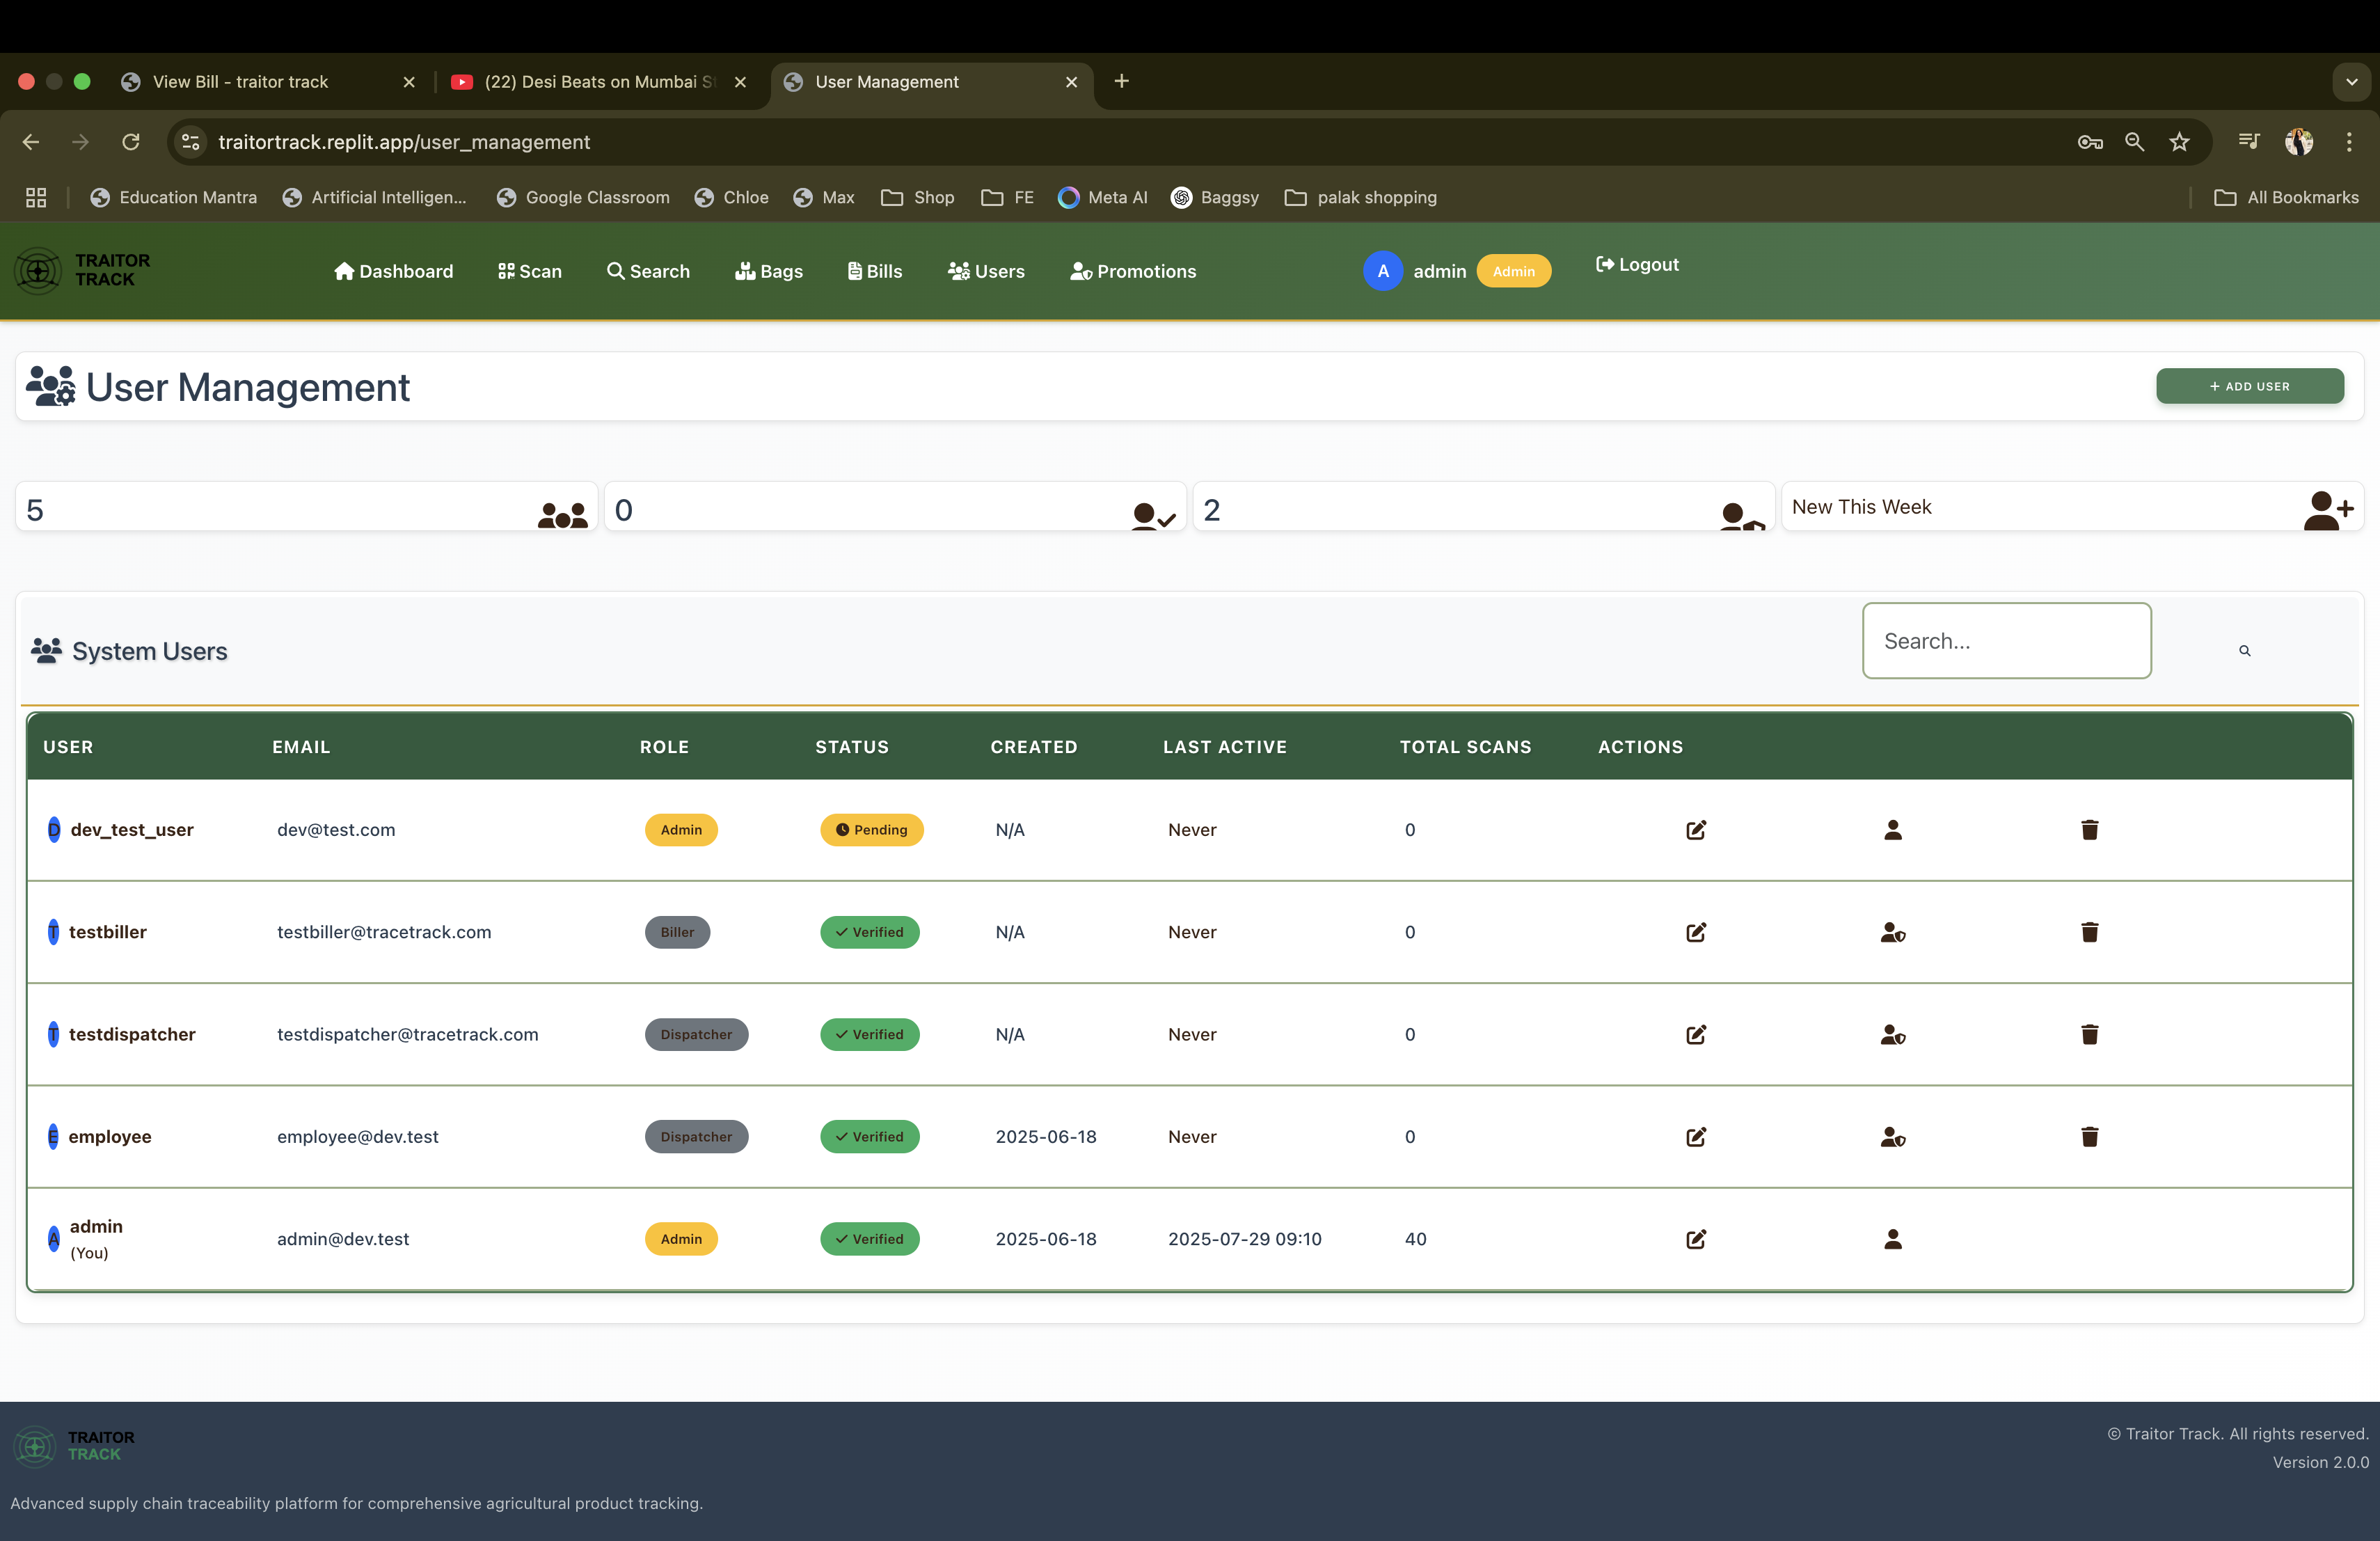 View Bill - traitor track
(22) Desi Beats on Mumbai St
User Management
traitortrack.replit.app/user_management
Education Mantra
Artificial Intelligen...
Google Classroom
Chloe
Max
Shop
FE
Meta AI
Baggsy
palak shopping
All Bookmarks
TRAITOR
TRACK
Dashboard
Scan
Search
Bags
Bills
Users
Promotions
A
admin
Admin
Logout
User Management
+ ADD USER
5
0
2
New This Week
System Users
Search...
USER EMAIL ROLE STATUS CREATED LAST ACTIVE TOTAL SCANS ACTIONS
D dev_test_user dev@test.com Admin Pending N/A Never 0
T testbiller testbiller@tracetrack.com Biller Verified N/A Never 0
T testdispatcher testdispatcher@tracetrack.com Dispatcher Verified N/A Never 0
E employee employee@dev.test Dispatcher Verified 2025-06-18 Never 0
A admin (You) admin@dev.test Admin Verified 2025-06-18 2025-07-29 09:10 40
TRAITOR
TRACK
© Traitor Track. All rights reserved.
Version 2.0.0
Advanced supply chain traceability platform for comprehensive agricultural product tracking.